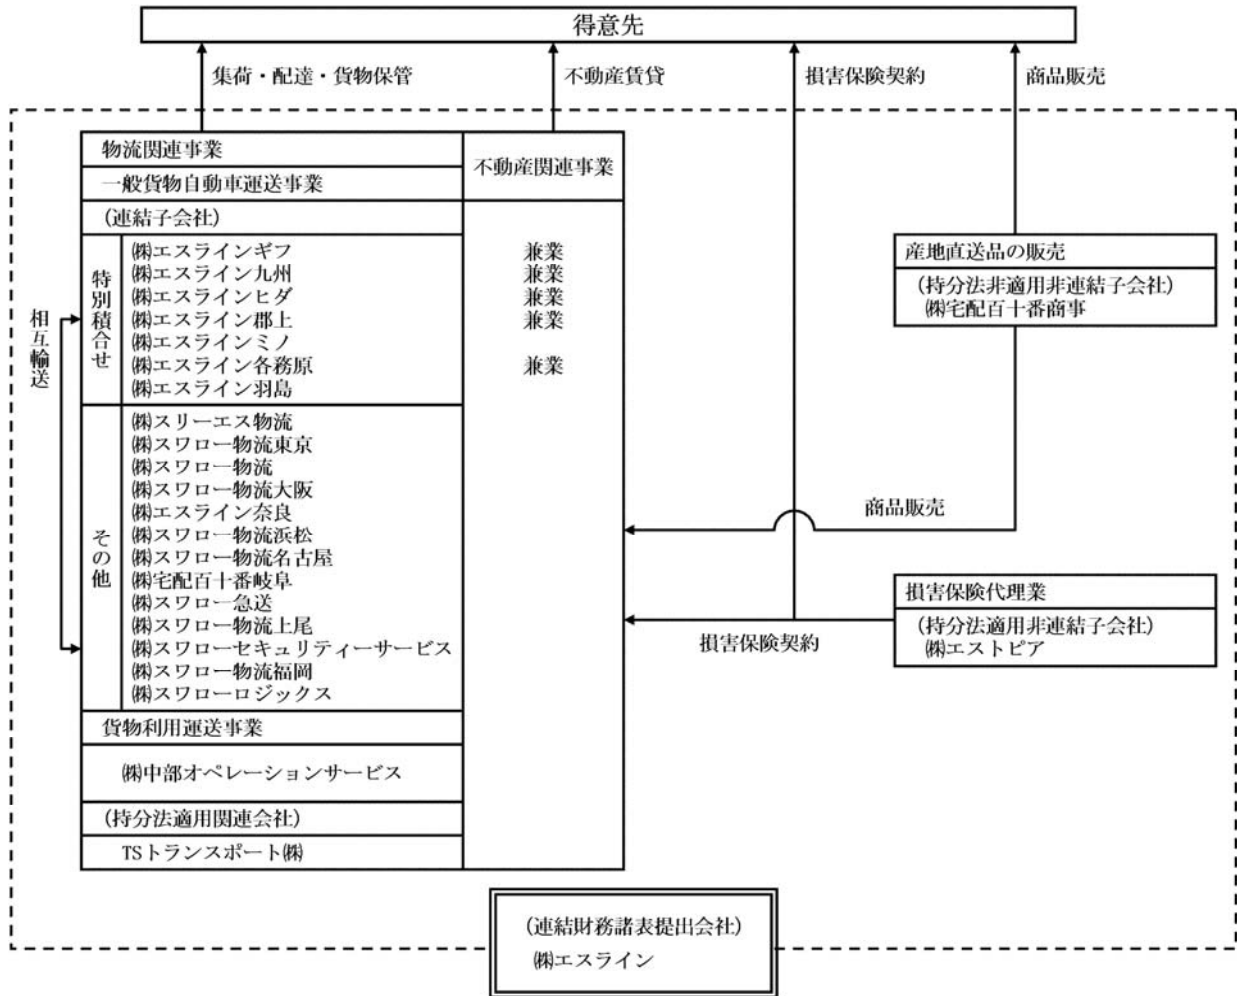 得意先
集荷・配達・貨物保管
不動産賃貸
損害保険契約
商品販売
物流関連事業
不動産関連事業
一般貨物自動車運送事業
(連結子会社)
特別積合せ
㈱エスラインギフ 兼業
㈱エスライン九州 兼業
㈱エスラインヒダ 兼業
㈱エスライン郡上 兼業
㈱エスラインミノ
㈱エスライン各務原 兼業
㈱エスライン羽島
相互輸送
その他
㈱スリーエス物流
㈱スワロー物流東京
㈱スワロー物流
㈱スワロー物流大阪
㈱エスライン奈良
㈱スワロー物流浜松
㈱スワロー物流名古屋
㈱宅配百十番岐阜
㈱スワロー急送
㈱スワロー物流上尾
㈱スワローセキュリティーサービス
㈱スワロー物流福岡
㈱スワローロジックス
貨物利用運送事業
㈱中部オペレーションサービス
(持分法適用関連会社)
TSトランスポート㈱
産地直送品の販売
(持分法非適用非連結子会社)
㈱宅配百十番商事
商品販売
損害保険代理業
(持分法適用非連結子会社)
㈱エストピア
損害保険契約
(連結財務諸表提出会社)
㈱エスライン